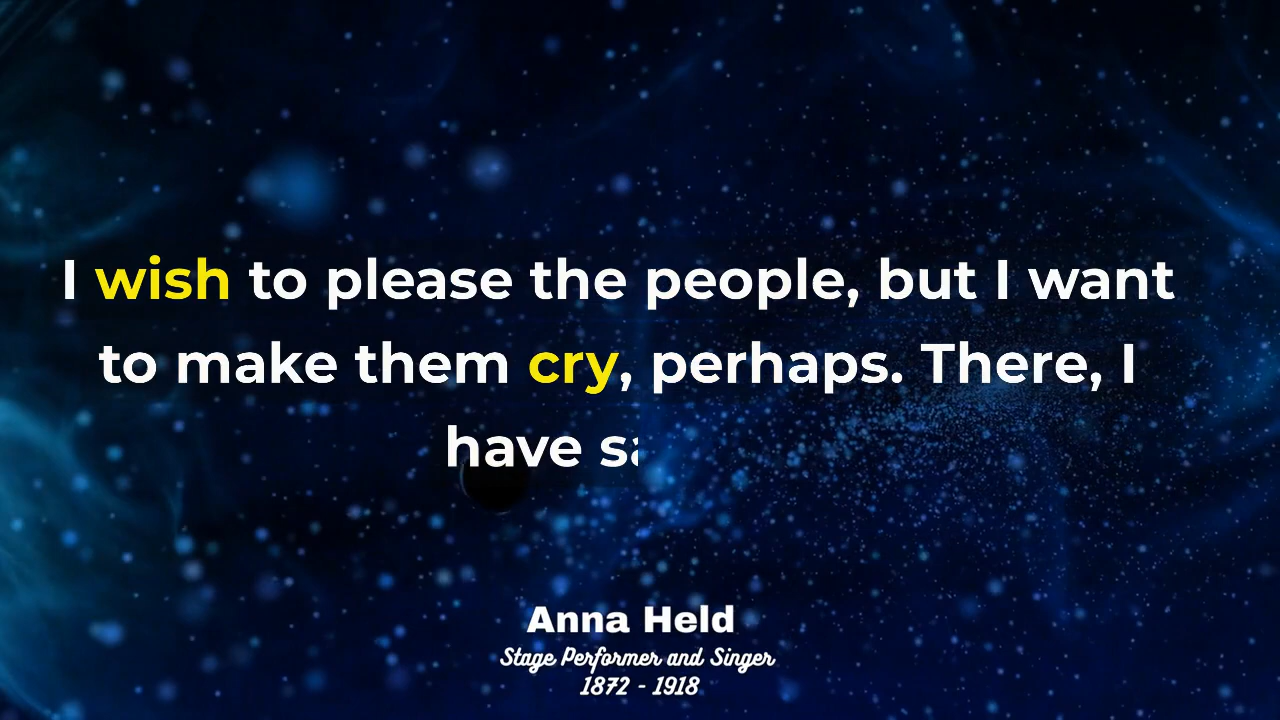 I wish to please the people, but I want
to make them cry, perhaps. There, I
have
Anna Held
Stage Performer and Singer
1872 - 1918